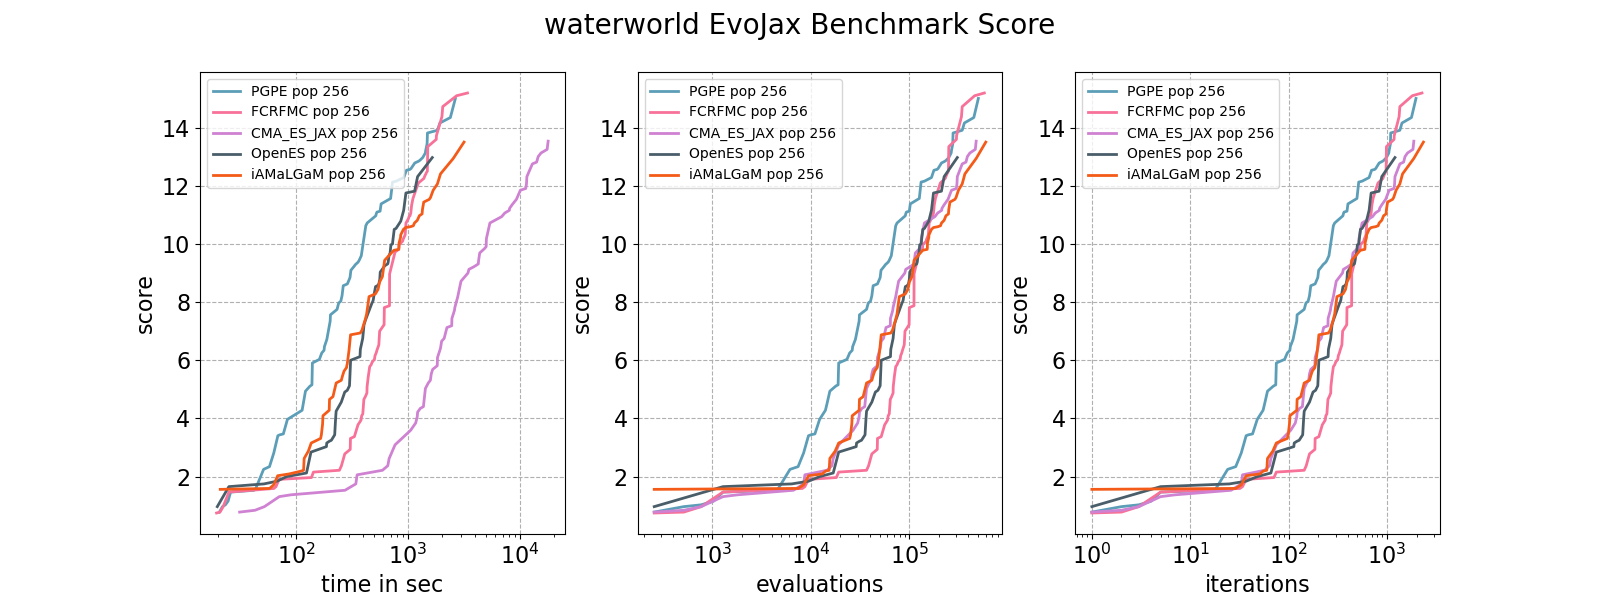 waterworld EvoJax Benchmark Score
score
14
12
10
8
6
4
2
PGPE pop 256
FCRFMC pop 256
CMA_ES_JAX pop 256
OpenES pop 256
iAMaLGaM pop 256
10²
10³
10⁴
time in sec
score
14
12
10
8
6
4
2
PGPE pop 256
FCRFMC pop 256
CMA_ES_JAX pop 256
OpenES pop 256
iAMaLGaM pop 256
10³
10⁴
10⁵
evaluations
score
14
12
10
8
6
4
2
PGPE pop 256
FCRFMC pop 256
CMA_ES_JAX pop 256
OpenES pop 256
iAMaLGaM pop 256
10⁰
10¹
10²
10³
iterations